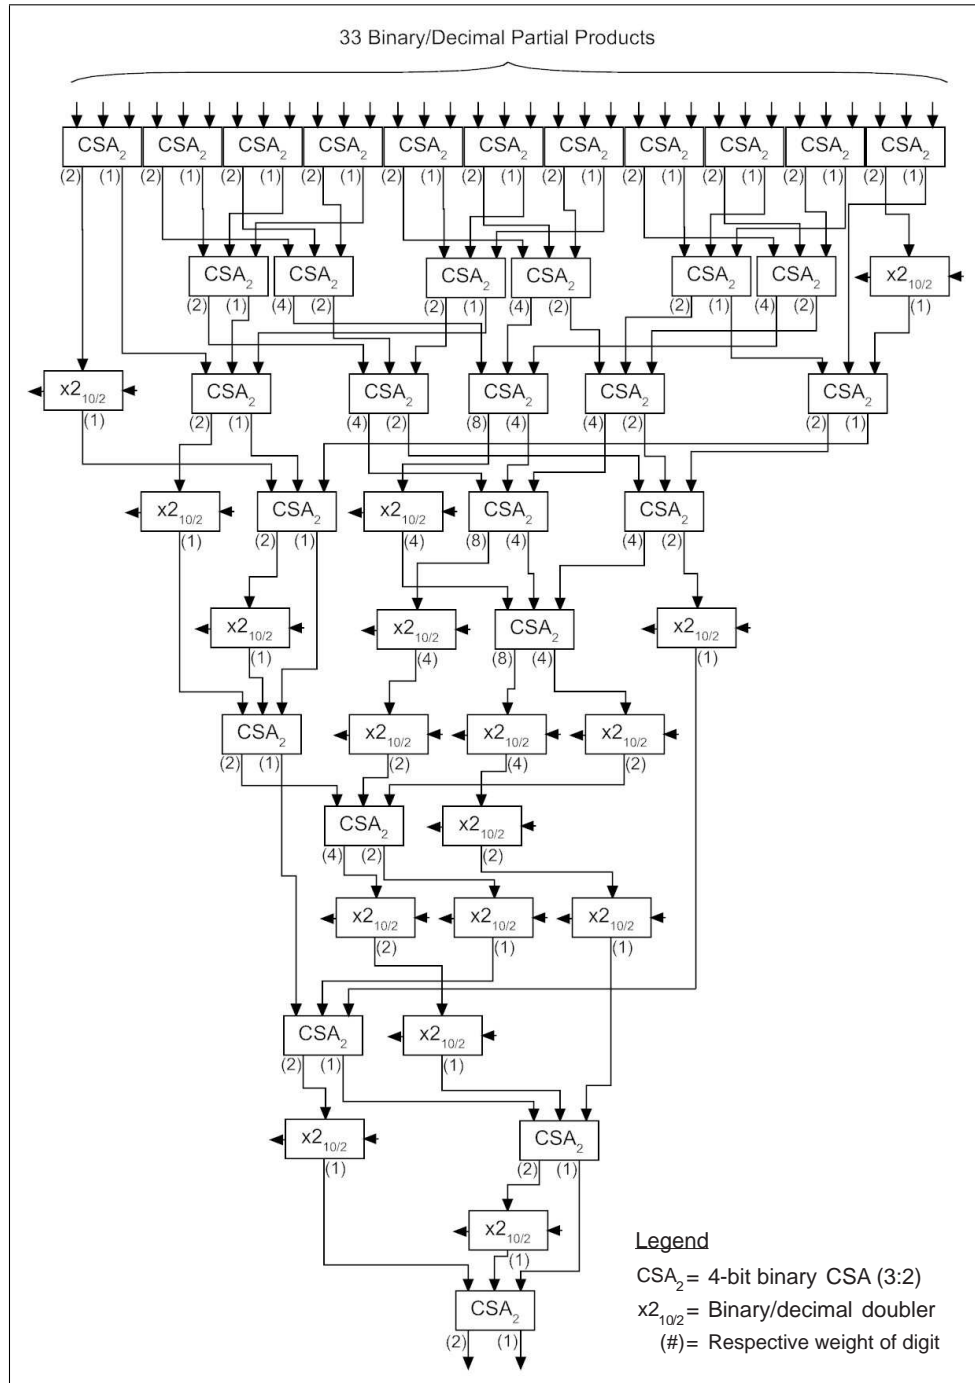 33 Binary/Decimal Partial Products
CSA2 CSA2 CSA2 CSA2 CSA2 CSA2 CSA2 CSA2 CSA2 CSA2 CSA2
(2) (1) (2) (1) (2) (1) (2) (1) (2) (1) (2) (1) (2) (1) (2) (1) (2) (1) (2) (1) (2) (1)
CSA2 CSA2 CSA2 CSA2 CSA2 CSA2 x210/2
(2) (1) (4) (2) (2) (1) (4) (2) (2) (1) (4) (2) (1)
x210/2 CSA2 CSA2 CSA2 CSA2 CSA2
(1) (2) (1) (4) (2) (8) (4) (4) (2) (2) (1)
x210/2 CSA2 x210/2 CSA2 CSA2
(1) (2) (1) (4) (8) (4) (4) (2)
x210/2 x210/2 CSA2 x210/2
(1) (4) (8) (4) (1)
CSA2 x210/2 x210/2 x210/2
(2) (1) (2) (4) (2)
CSA2 x210/2
(4) (2) (2)
x210/2 x210/2 x210/2
(2) (1) (1)
CSA2 x210/2
(2) (1) (1)
x210/2 CSA2
(1) (2) (1)
x210/2
(1)
CSA2
(2) (1)
Legend
CSA2= 4-bit binary CSA (3:2)
x210/2= Binary/decimal doubler
(#)= Respective weight of digit